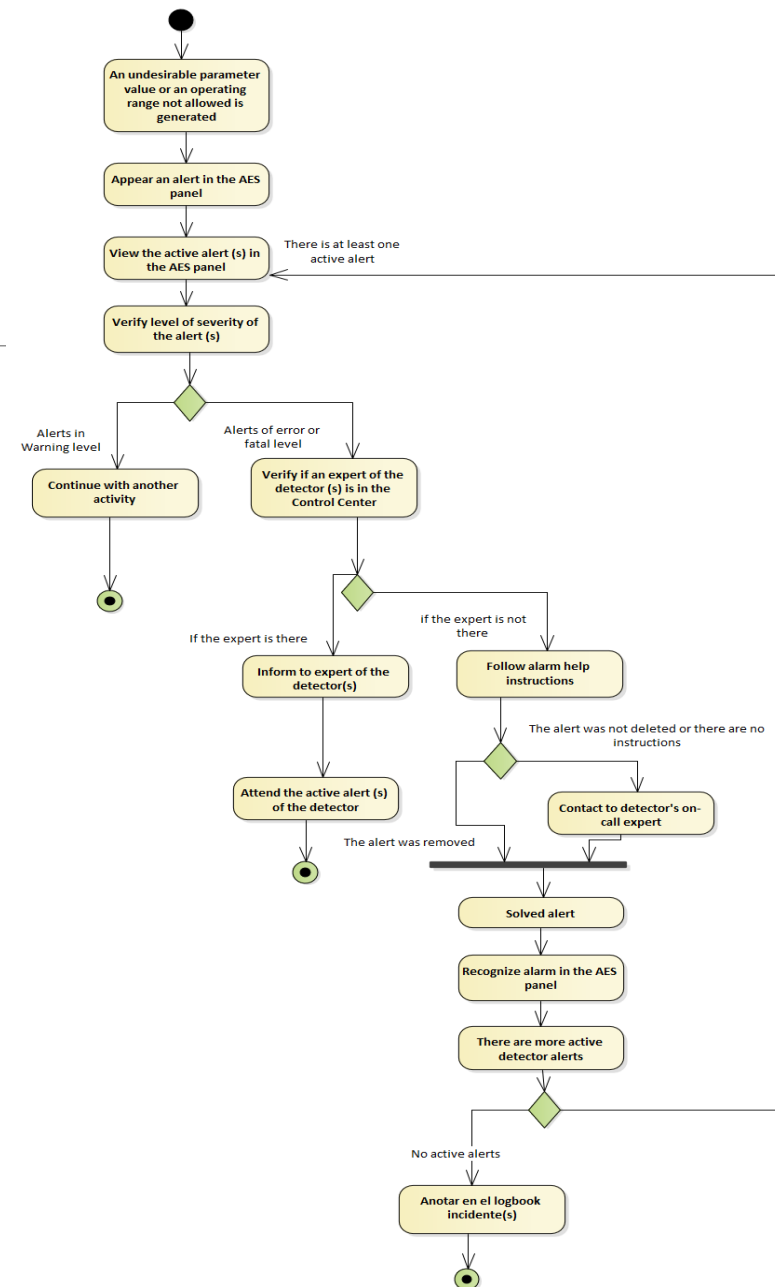 An undesirable parameter
value or an operating
range not allowed is
generated
Appear an alert in the AES
panel
View the active alert (s) in
the AES panel
There is at least one
active alert
Verify level of severity of
the alert (s)
Alerts in
Warning level
Alerts of error or
fatal level
Continue with another
activity
Verify if an expert of the
detector (s) is in the
Control Center
If the expert is there
if the expert is not
there
Inform to expert of the
detector(s)
Follow alarm help
instructions
The alert was not deleted or there are no
instructions
Attend the active alert (s)
of the detector
Contact to detector's on-
call expert
The alert was removed
Solved alert
Recognize alarm in the AES
panel
There are more active
detector alerts
No active alerts
Anotar en el logbook
incidente(s)